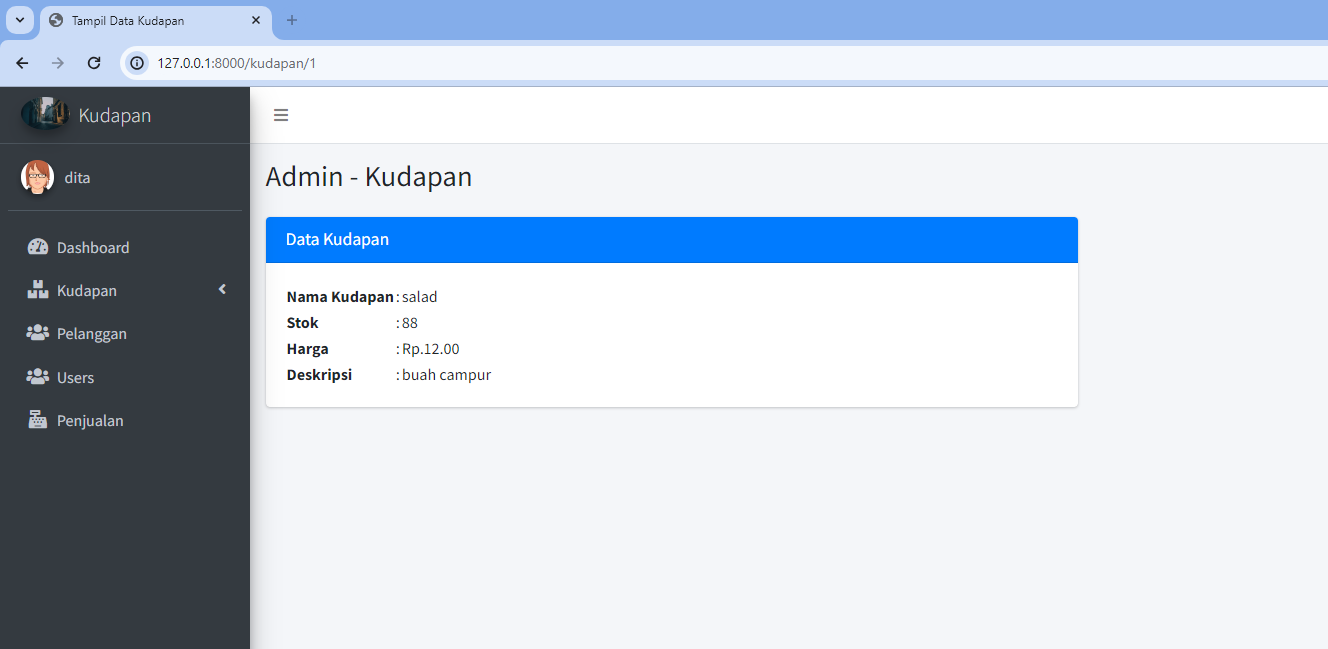 Tampil Data Kudapan
127.0.0.1:8000/kudapan/1
Kudapan
dita
Dashboard
Kudapan
Pelanggan
Users
Penjualan
Admin - Kudapan
Data Kudapan
Nama Kudapan : salad
Stok : 88
Harga : Rp.12.00
Deskripsi : buah campur